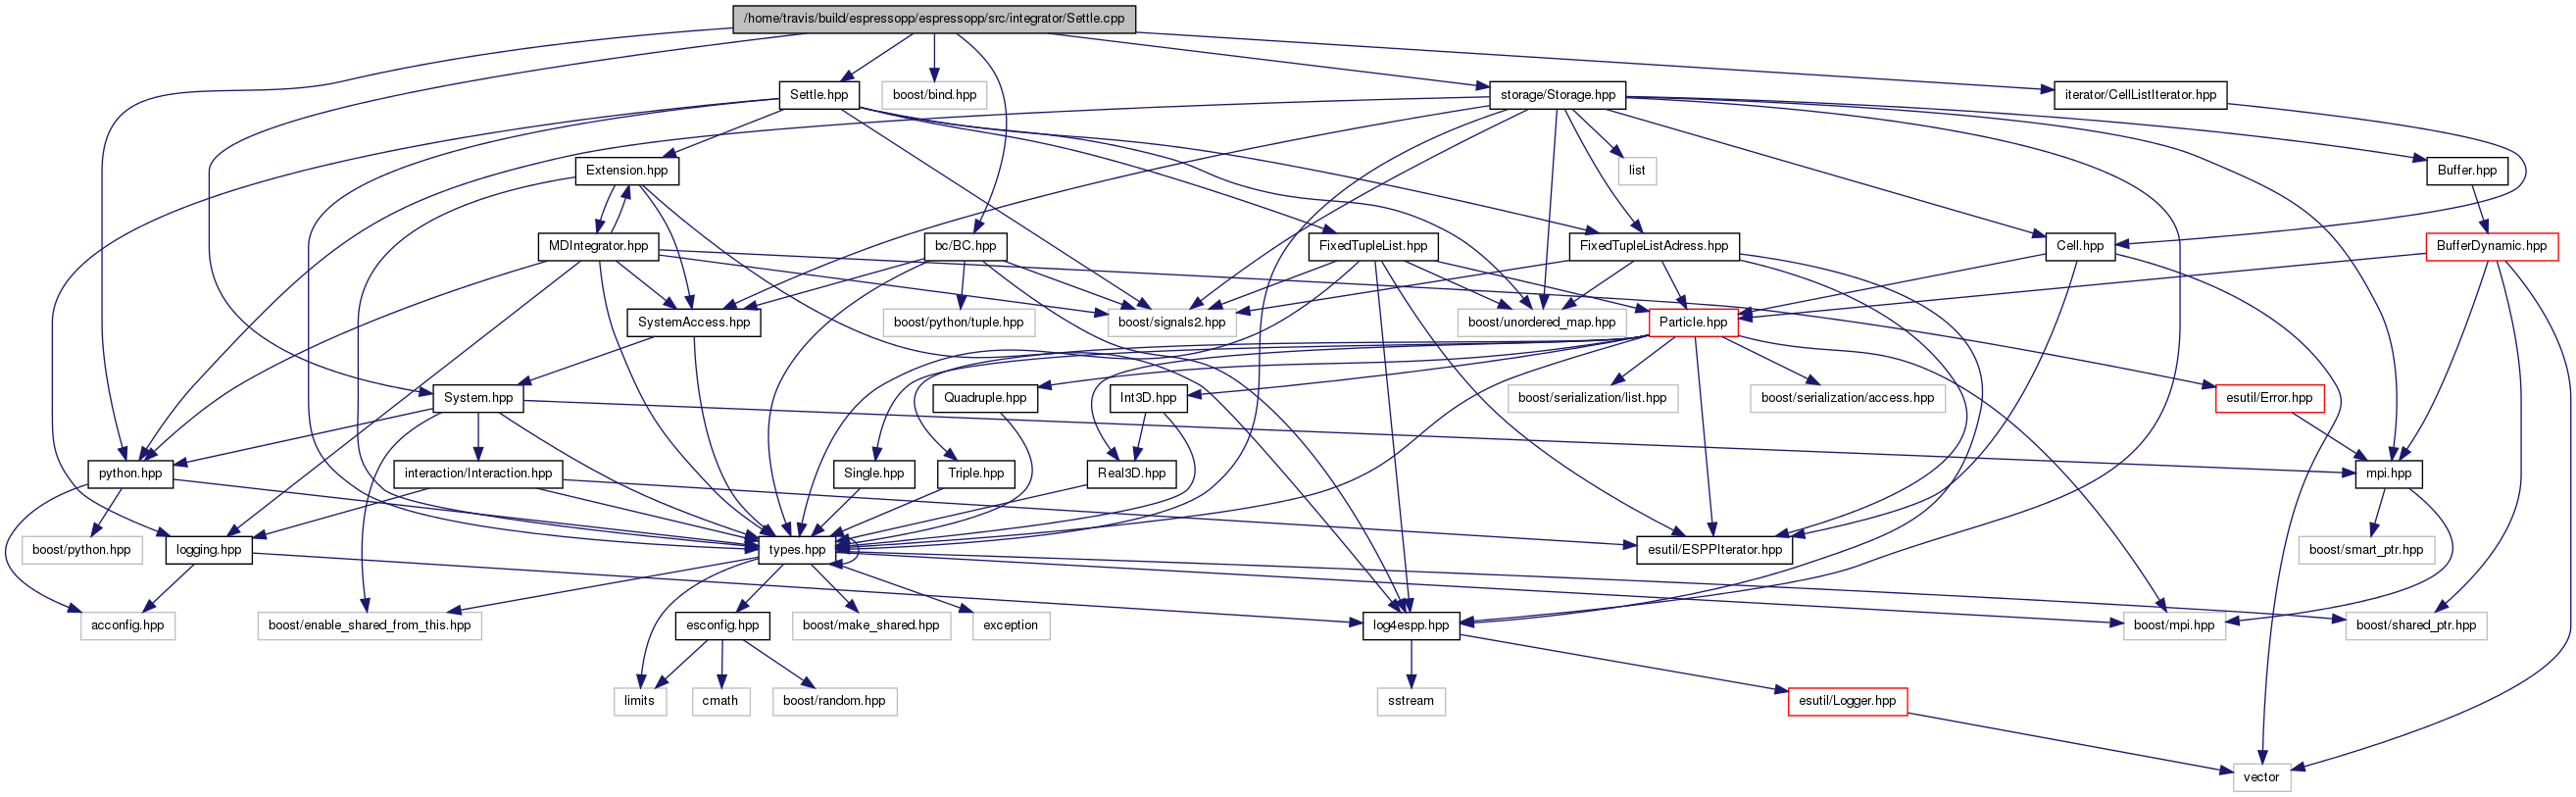 /home/travis/build/espressopp/espressopp/src/integrator/Settle.cpp
Settle.hpp
boost/bind.hpp
storage/Storage.hpp
iterator/CellListIterator.hpp
Extension.hpp
list
Buffer.hpp
MDIntegrator.hpp
bc/BC.hpp
FixedTupleList.hpp
FixedTupleListAdress.hpp
Cell.hpp
BufferDynamic.hpp
SystemAccess.hpp
boost/python/tuple.hpp
boost/signals2.hpp
boost/unordered_map.hpp
Particle.hpp
System.hpp
Quadruple.hpp
Int3D.hpp
boost/serialization/list.hpp
boost/serialization/access.hpp
esutil/Error.hpp
python.hpp
interaction/Interaction.hpp
Single.hpp
Triple.hpp
Real3D.hpp
mpi.hpp
boost/python.hpp
logging.hpp
types.hpp
esutil/ESPPIterator.hpp
boost/smart_ptr.hpp
acconfig.hpp
boost/enable_shared_from_this.hpp
esconfig.hpp
boost/make_shared.hpp
exception
log4espp.hpp
boost/mpi.hpp
boost/shared_ptr.hpp
limits
cmath
boost/random.hpp
sstream
esutil/Logger.hpp
vector